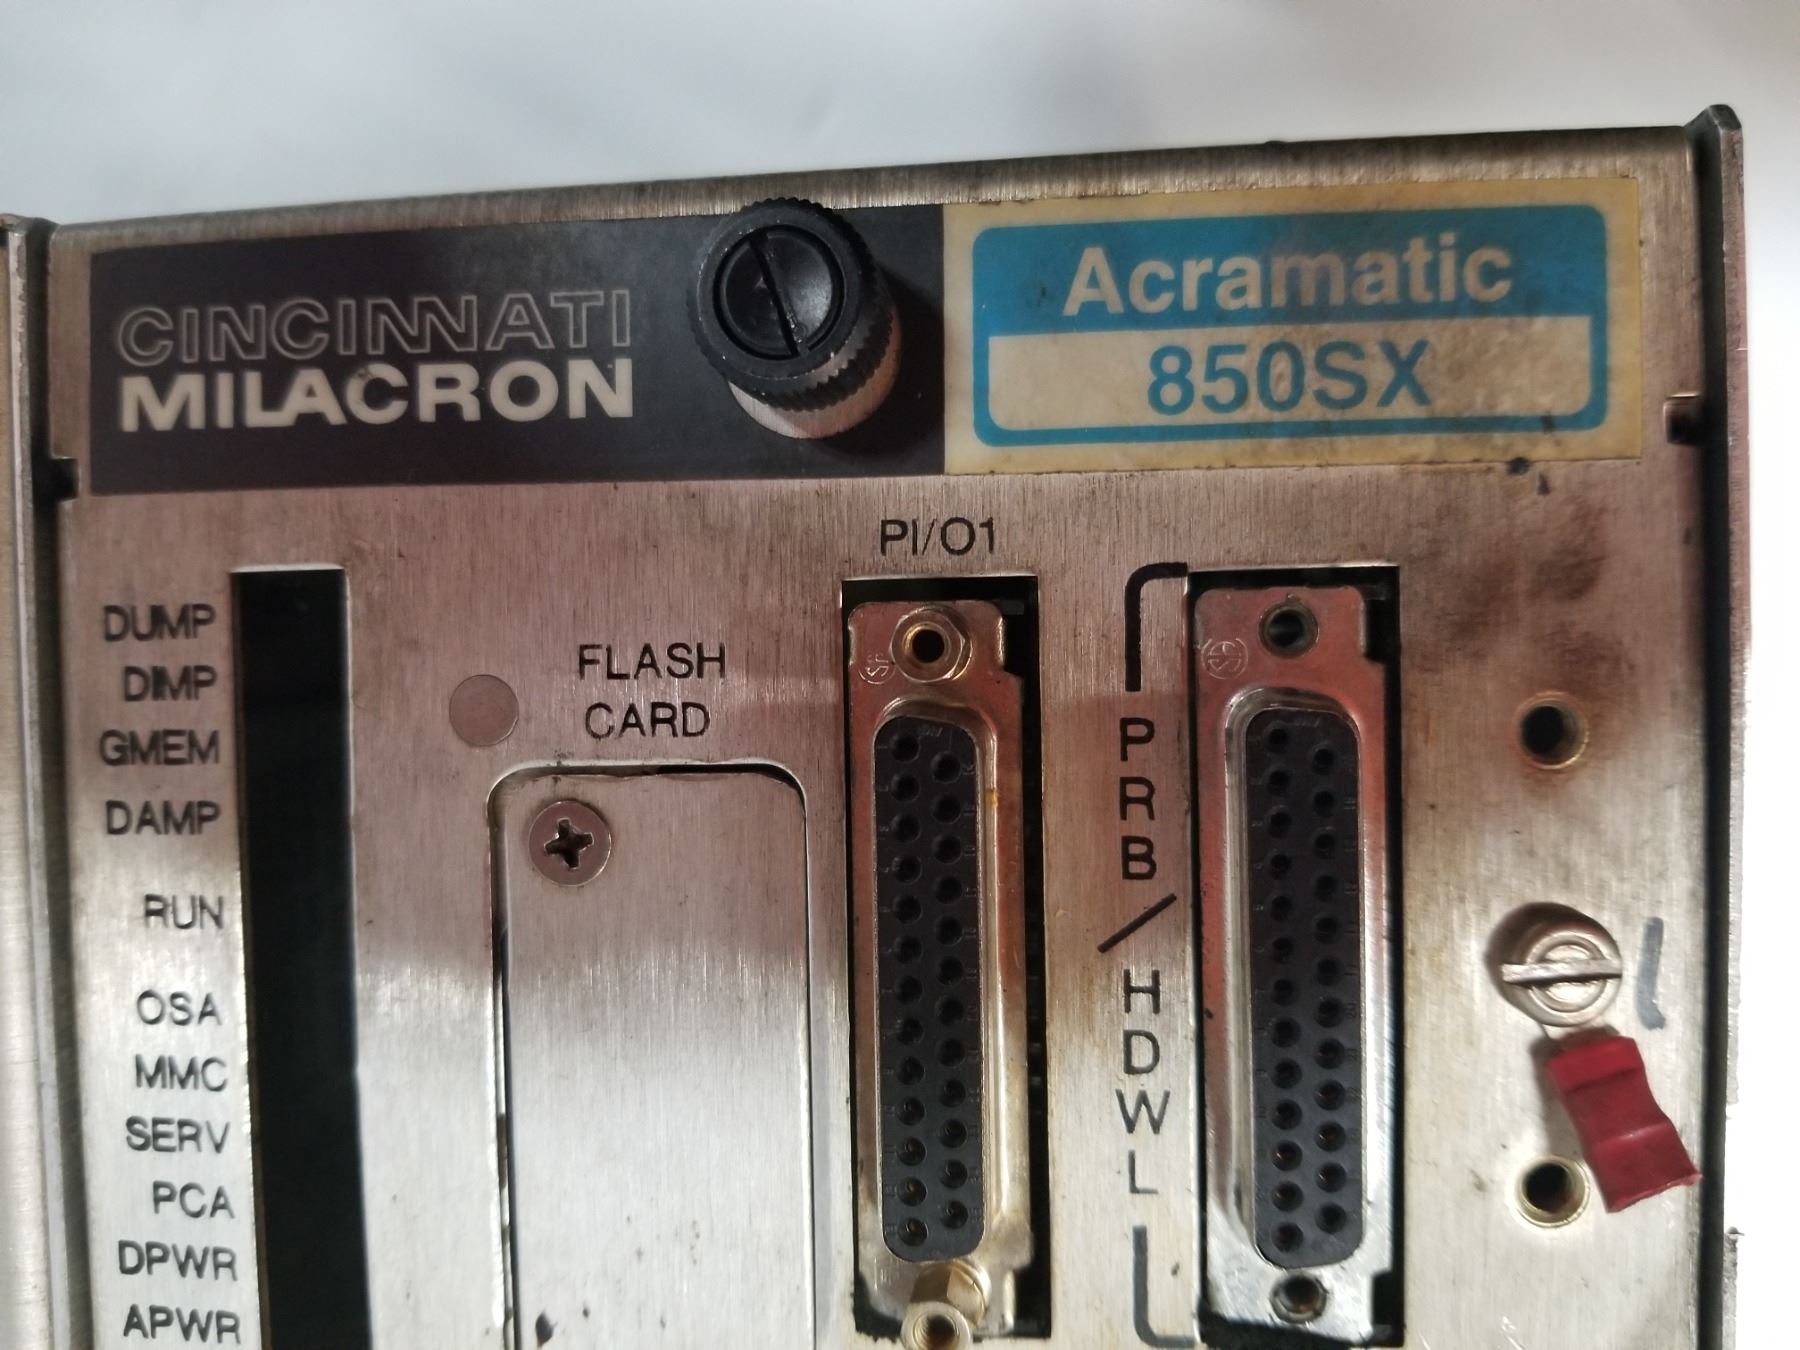 CINCINNATI
MILACRON
Acramatic
850SX
PI/O1
DUMP
DIMP
GMEM
DAMP
RUN
OSA
MMC
SERV
PCA
DPWR
APWR
FLASH
CARD
PRB/HDWL